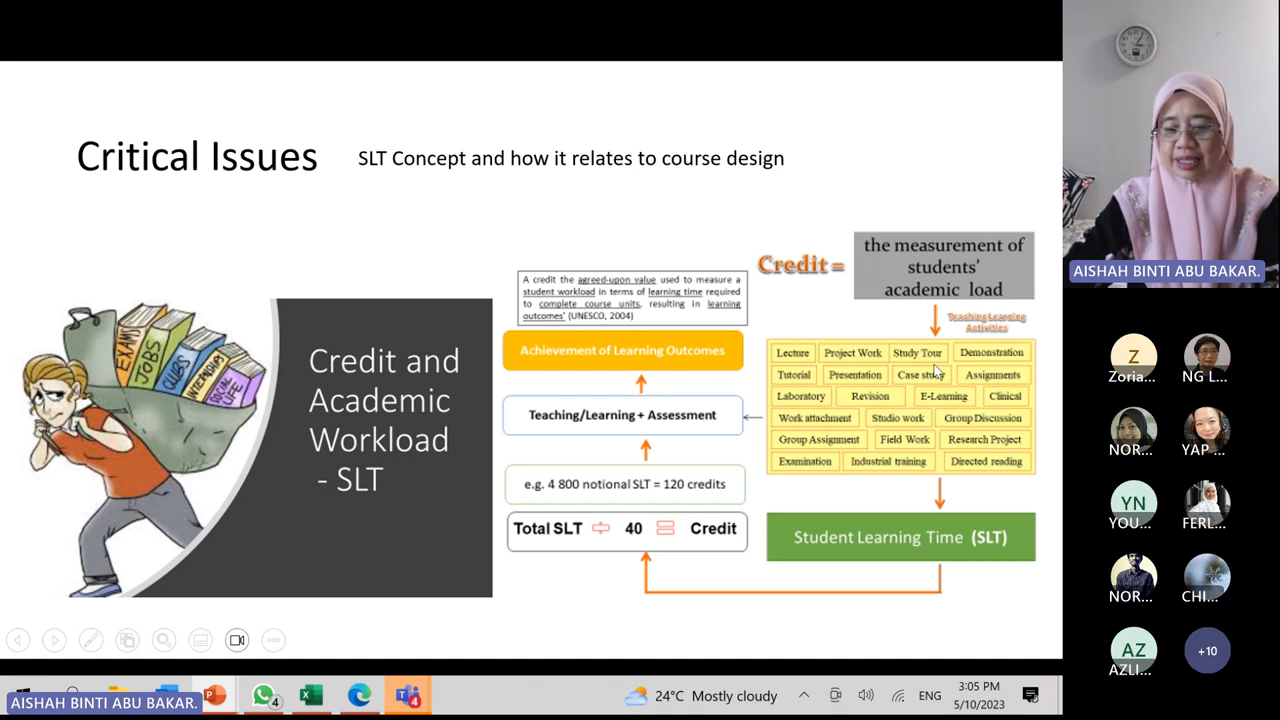 Critical Issues
SLT Concept and how it relates to course design
Credit and
Academic
Workload
- SLT
EXAMS
JOBS
CLUBS
INTERNSHIP
SOCIAL LIFE
A credit the agreed-upon value used to measure a
student workload in terms of learning time required
to complete course units, resulting in learning
outcomes' (UNESCO, 2004)
Achievement of Learning Outcomes
Teaching/Learning + Assessment
e.g. 4 800 notional SLT = 120 credits
Total SLT ÷ 40 = Credit
Credit =
the measurement of
students'
academic load
Teaching Learning
Activities
Lecture Project Work Study Tour Demonstration
Tutorial Presentation Case study Assignments
Laboratory Revision E-Learning Clinical
Work attachment Studio work Group Discussion
Group Assignment Field Work Research Project
Examination Industrial training Directed reading
Student Learning Time (SLT)
AISHAH BINTI ABU BAKAR.
Z
Zoria... NG L...
NOR... YAP ...
YN
YOU... FERL...
NOR... CHI...
AZ +10
AZLI...
AISHAH BINTI ABU BAKAR.
4
4
24°C Mostly cloudy
ENG
3:05 PM
5/10/2023